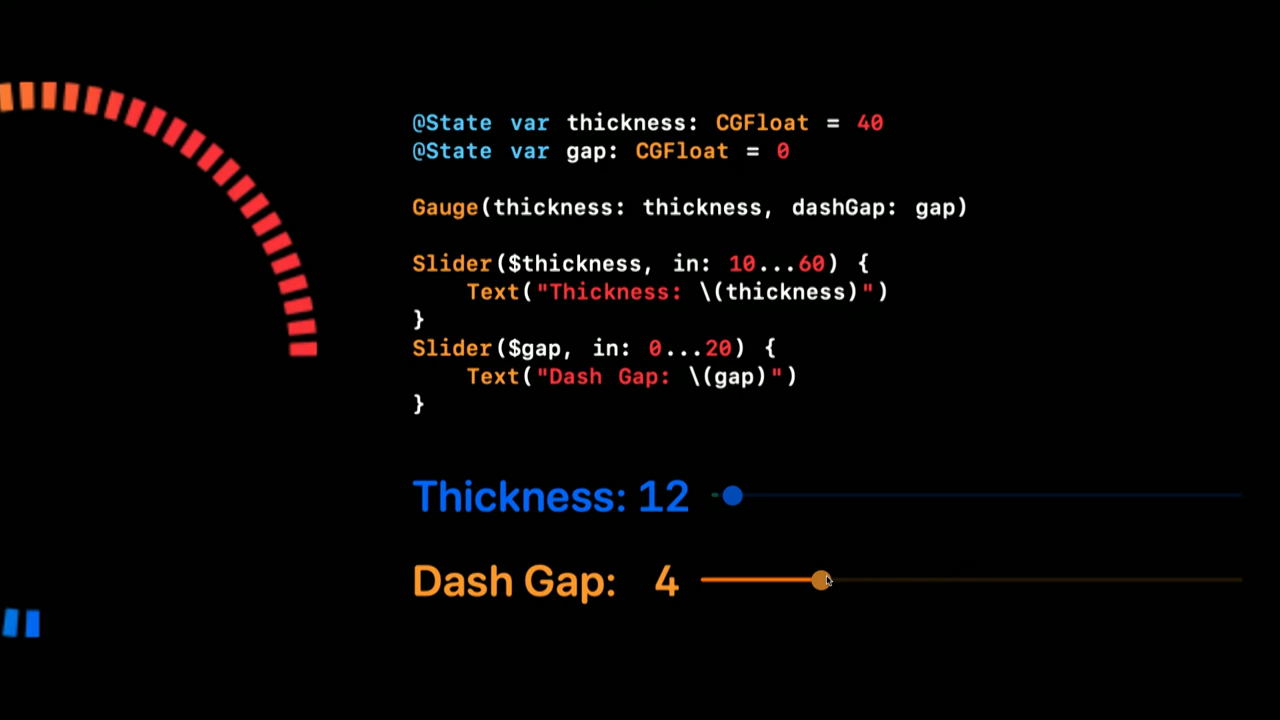 @State var thickness: CGFloat = 40
@State var gap: CGFloat = 0
Gauge(thickness: thickness, dashGap: gap)
Slider($thickness, in: 10...60) {
    Text("Thickness: \(thickness)")
}
Slider($gap, in: 0...20) {
    Text("Dash Gap: \(gap)")
}
Thickness: 12
Dash Gap: 4